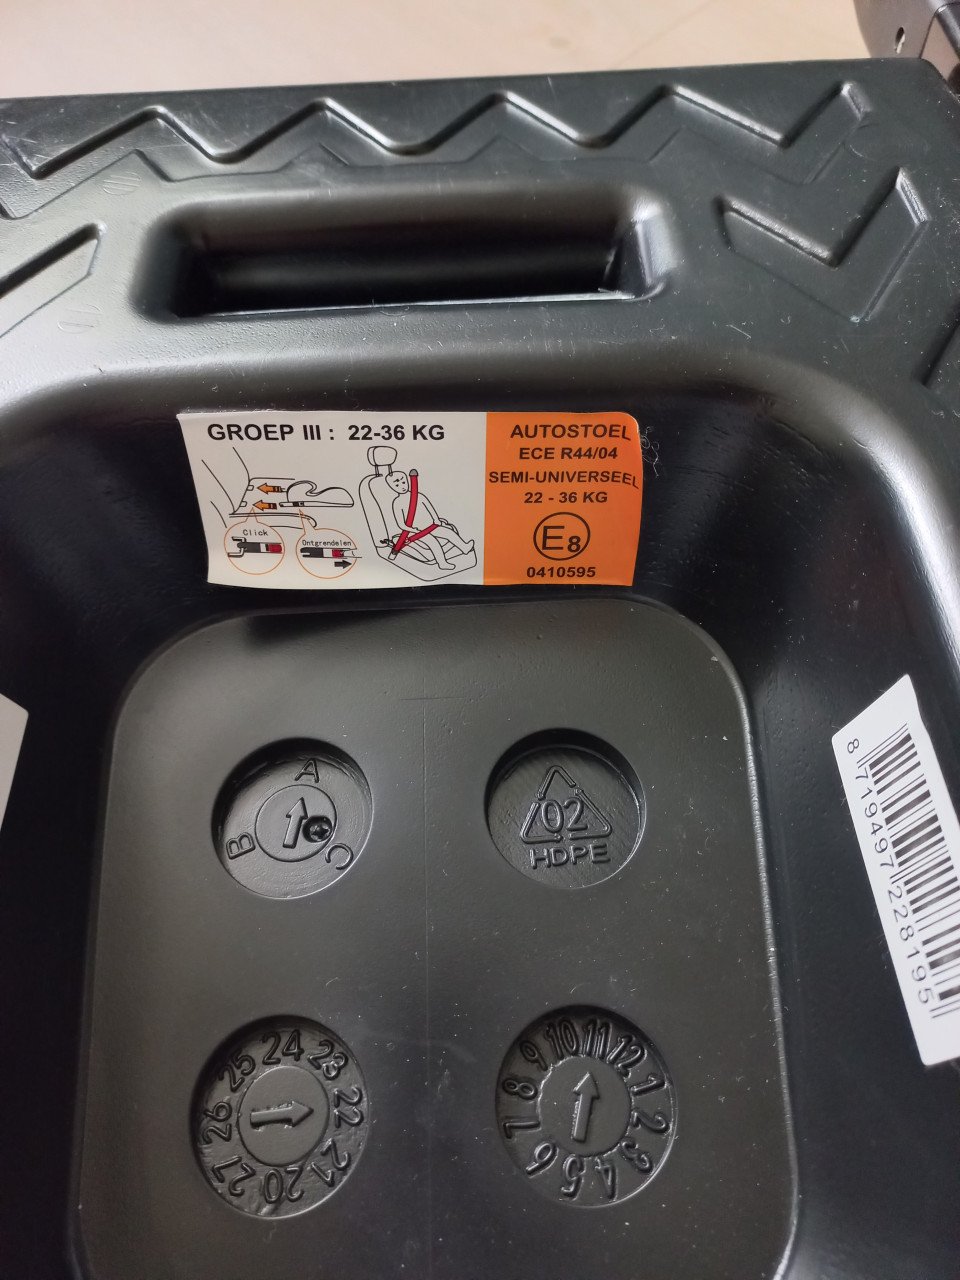 GROEP III : 22-36 KG
Click
Ontgrendelen
AUTOSTOEL
ECE R44/04
SEMI-UNIVERSEEL
22 - 36 KG
E8
0410595
8 719497 228195
A
B
C
02
HDPE
20 21 22 23 24 25 26 27
1 2 3 4 5 6 7 8 9 10 11 12